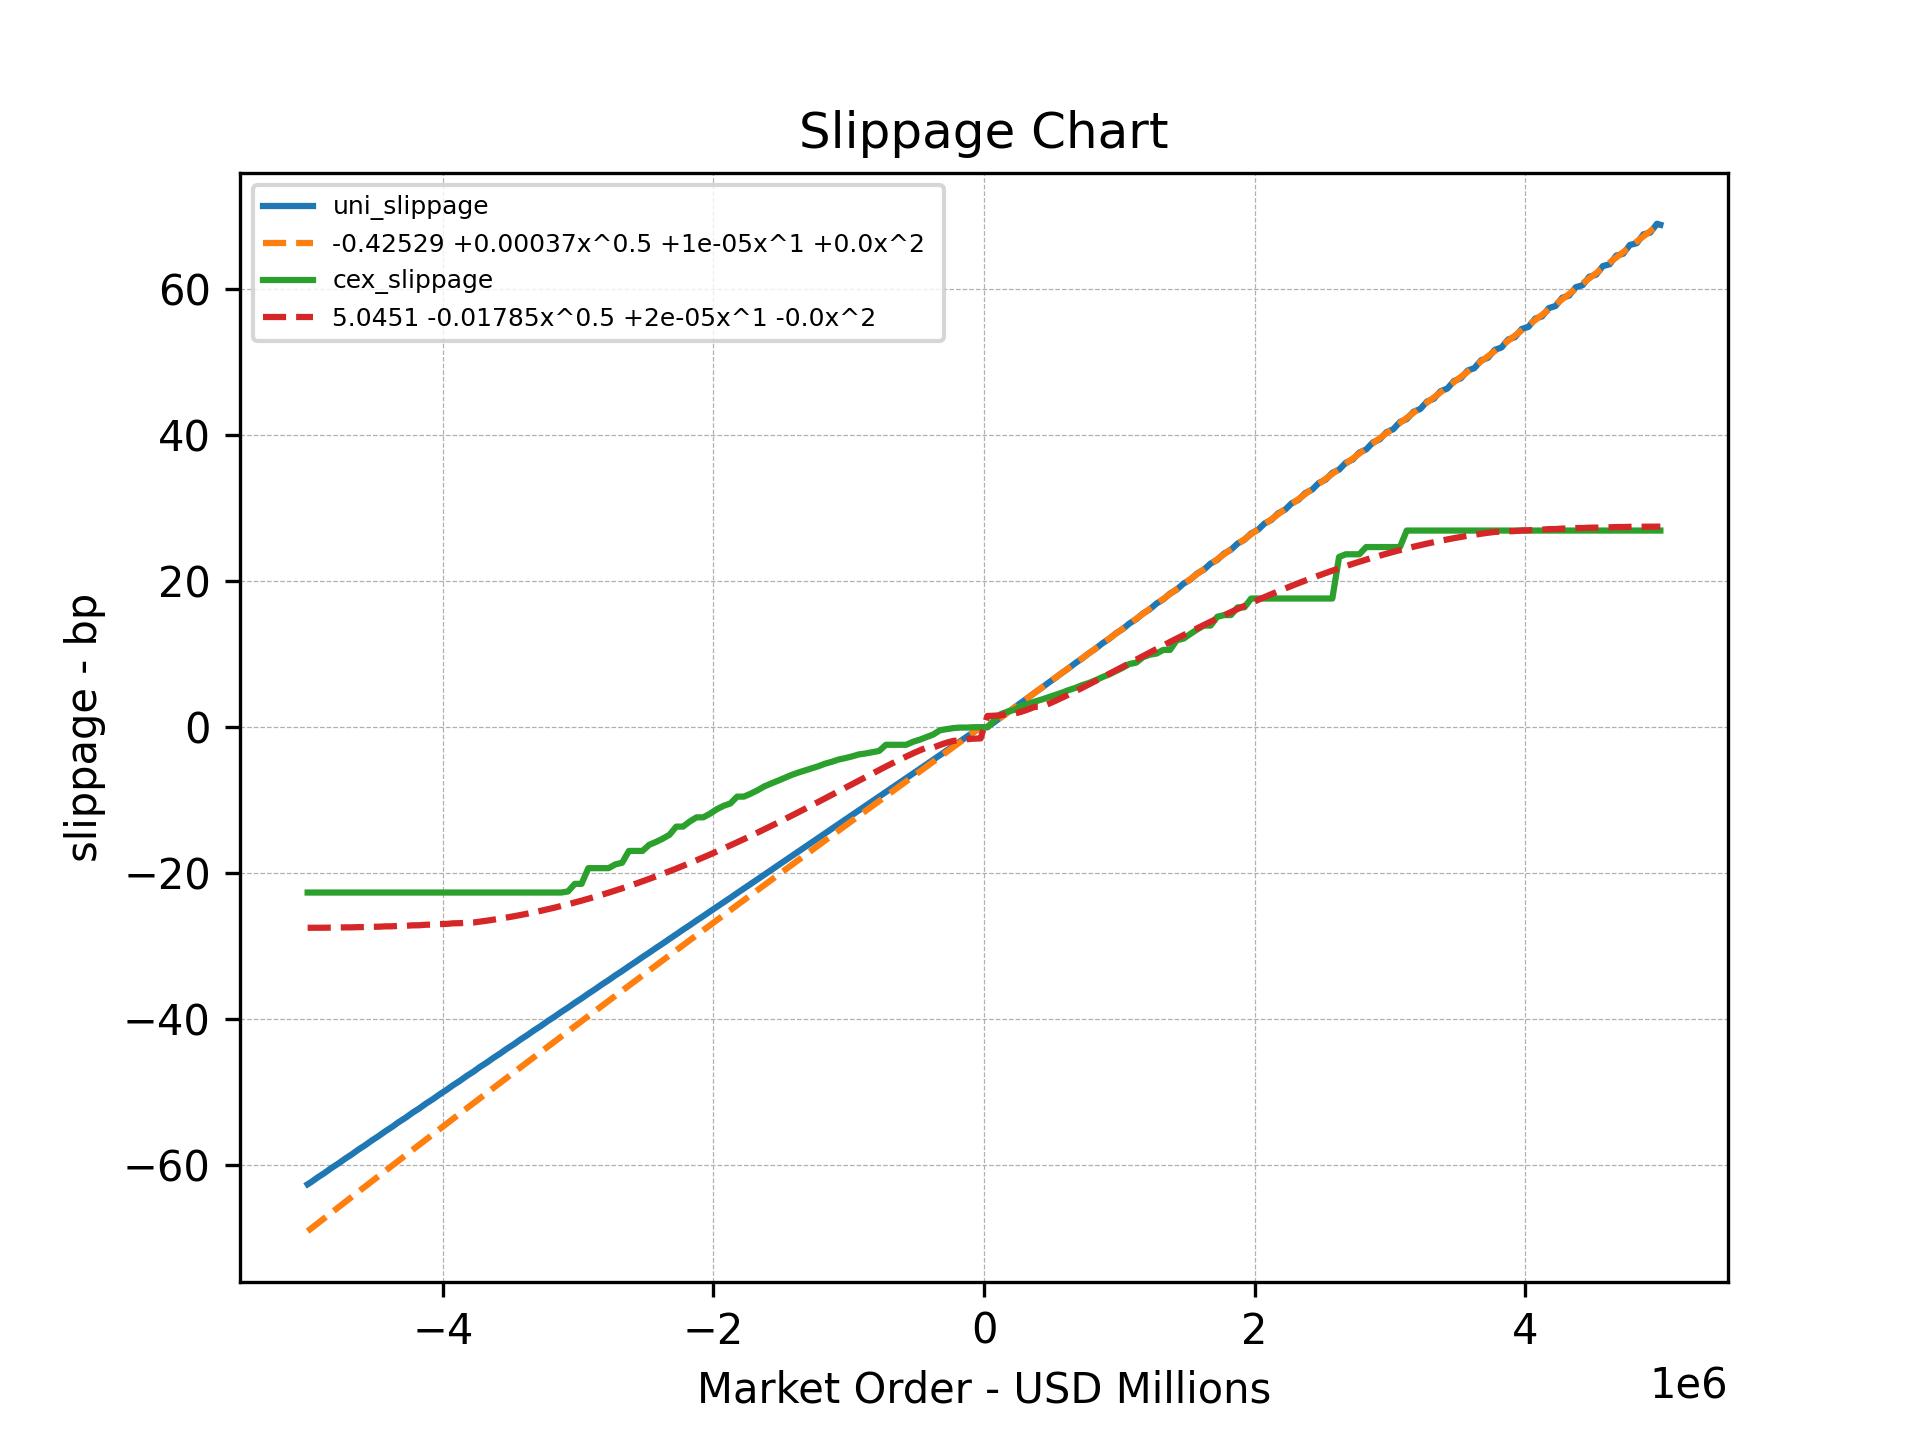 Slippage Chart
uni_slippage
-0.42529 +0.00037x^0.5 +1e-05x^1 +0.0x^2
cex_slippage
5.0451 -0.01785x^0.5 +2e-05x^1 -0.0x^2
60
40
20
0
−20
−40
−60
slippage - bp
−4 −2 0 2 4
1e6
Market Order - USD Millions